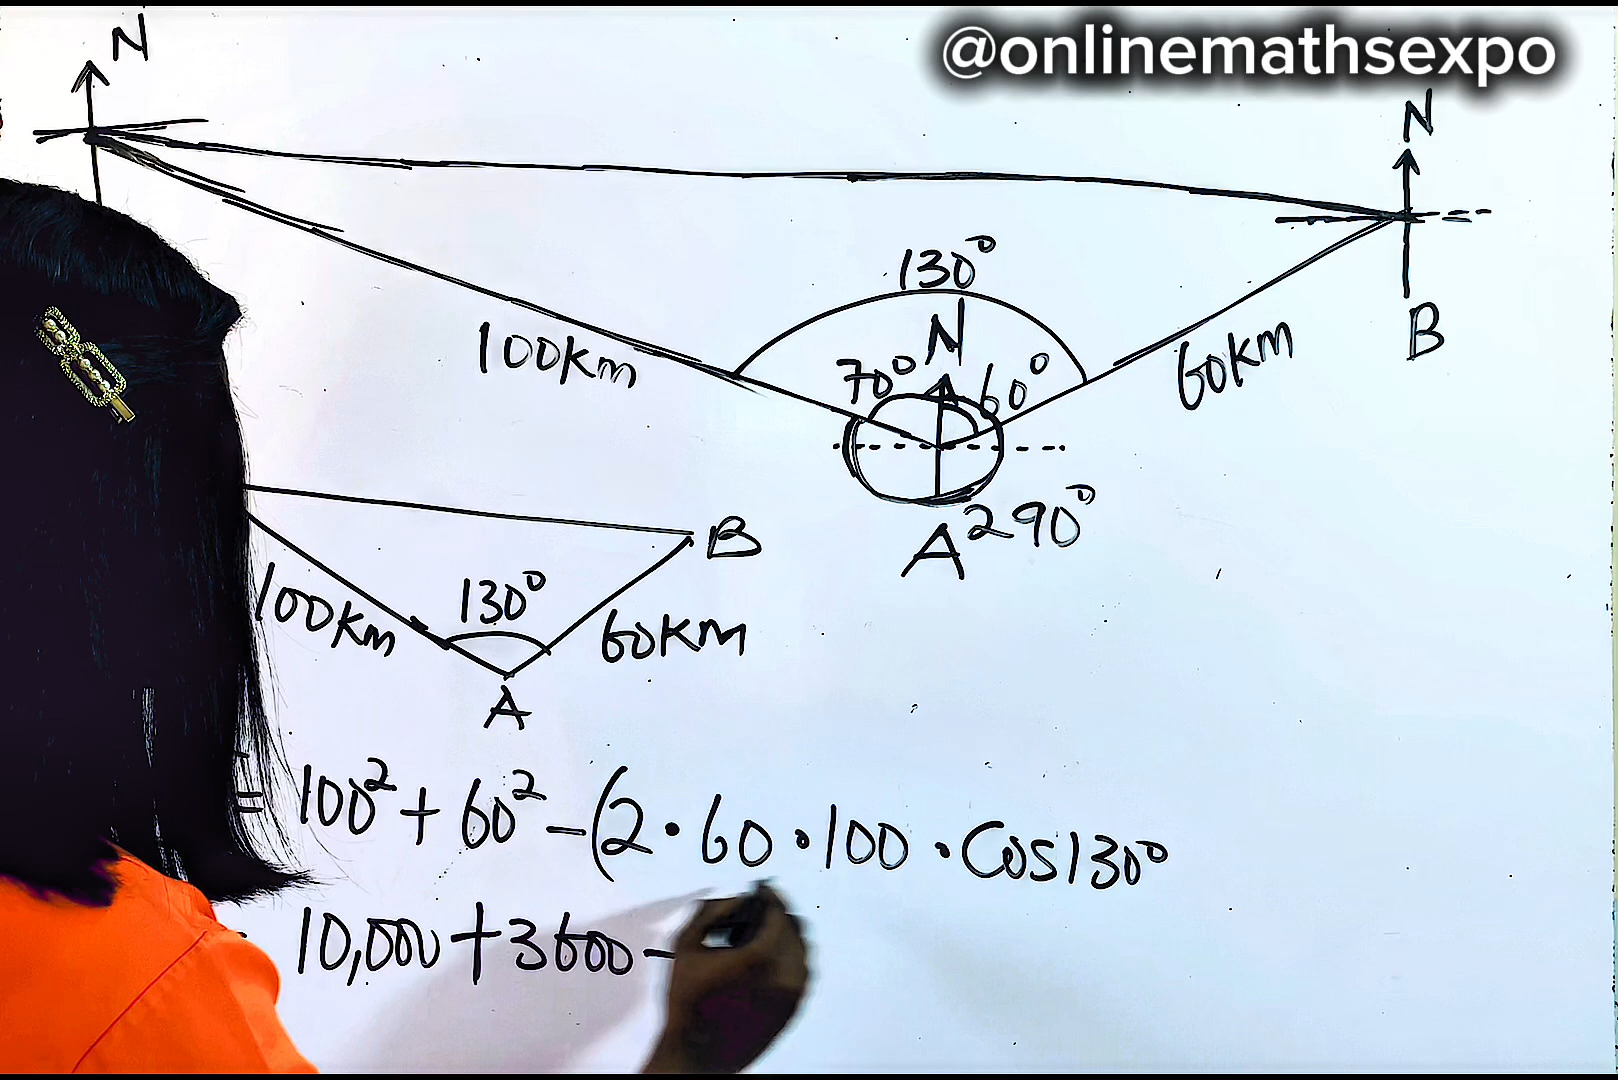 @onlinemathsexpo
N
N
130°
N
100km
70°
60°
60km
B
A 290°
B
100km
130°
60km
A
= 100² + 60² - (2 · 60 · 100 · Cos130°
10,000 + 3600 -